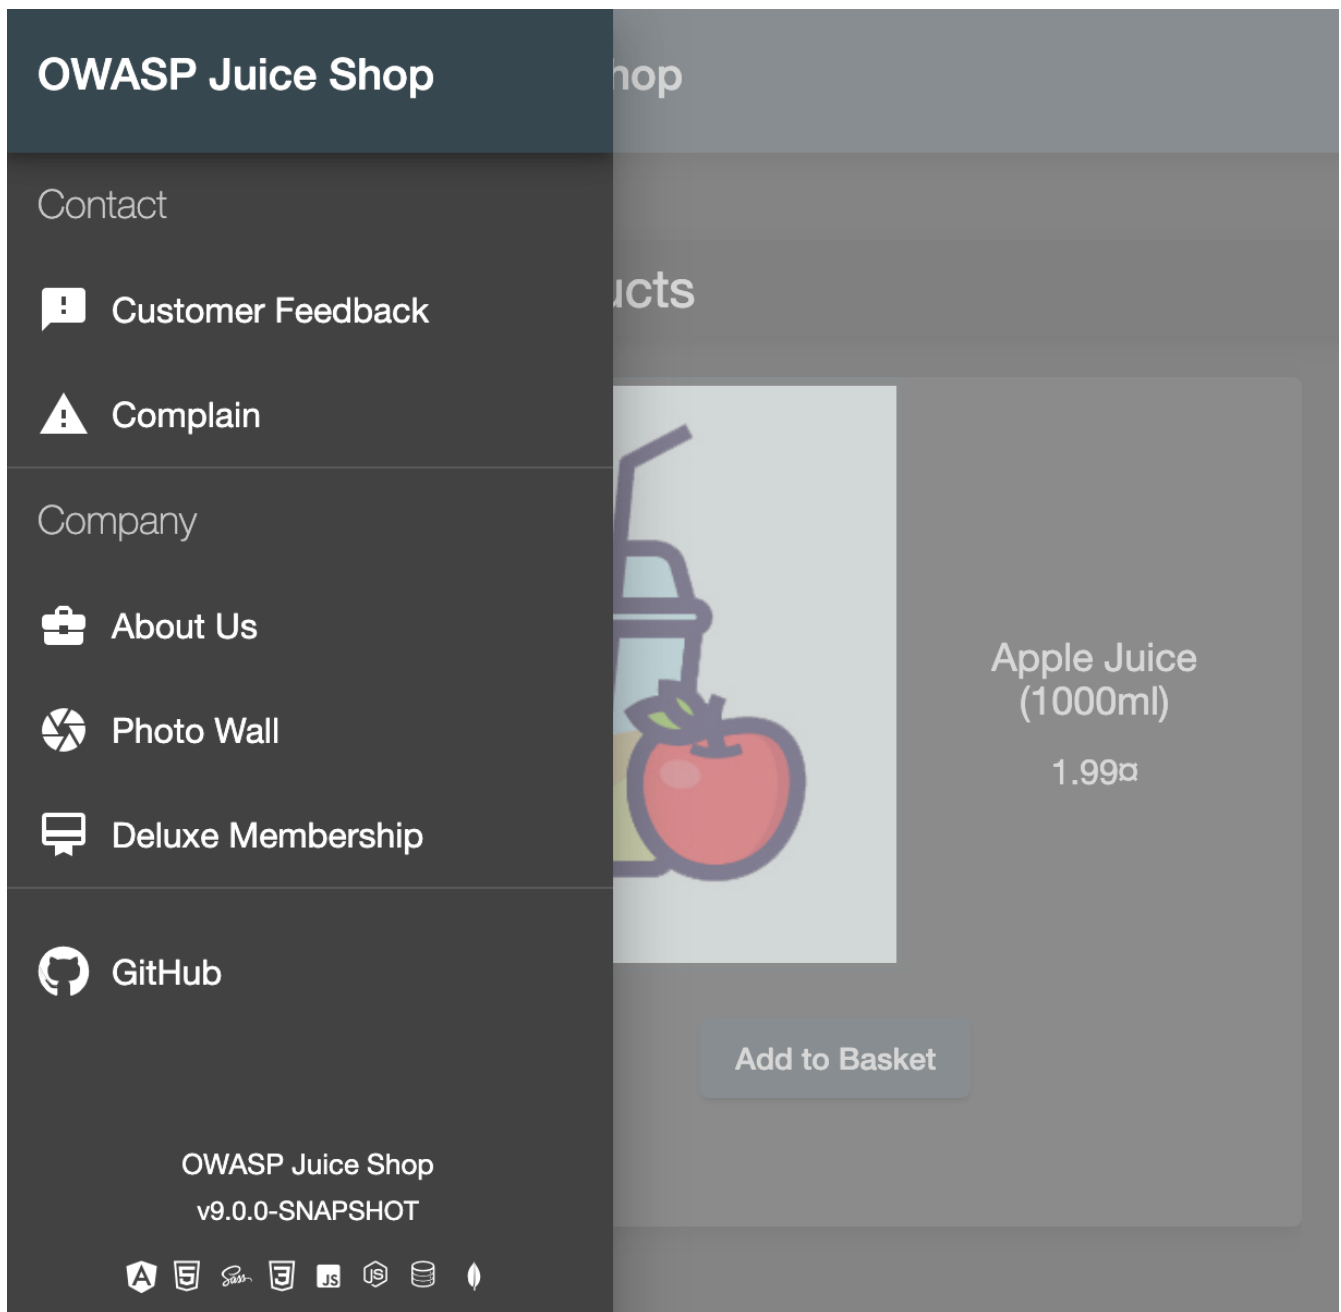 OWASP Juice Shop
hop
Contact
Customer Feedback
Complain
Company
About Us
Photo Wall
Deluxe Membership
GitHub
OWASP Juice Shop
v9.0.0-SNAPSHOT
ucts
Apple Juice
(1000ml)
1.99¤
Add to Basket